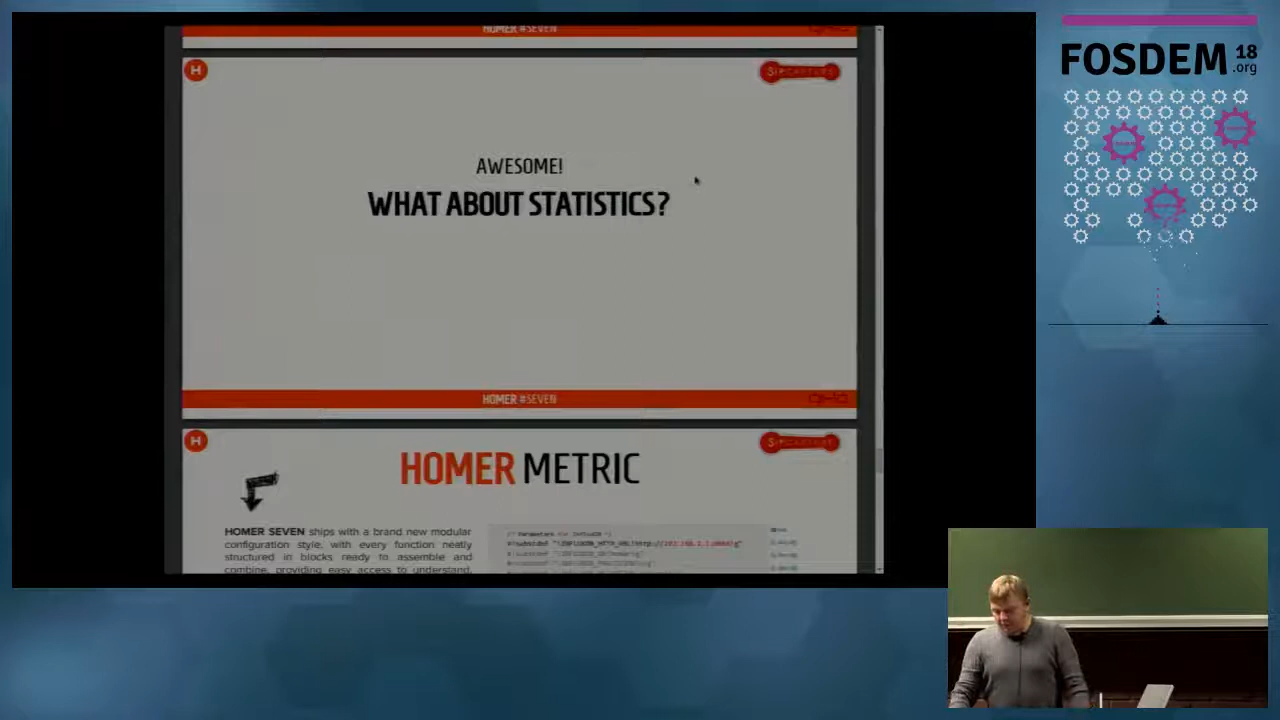 HOMER #SEVEN
H
SIPCAPTURE
AWESOME!
WHAT ABOUT STATISTICS?
HOMER #SEVEN
H
SIPCAPTURE
HOMER METRIC
HOMER SEVEN ships with a brand new modular
configuration style, with every function neatly
structured in blocks ready to assemble and
combine, providing easy access to understand,
FOSDEM 18
.org